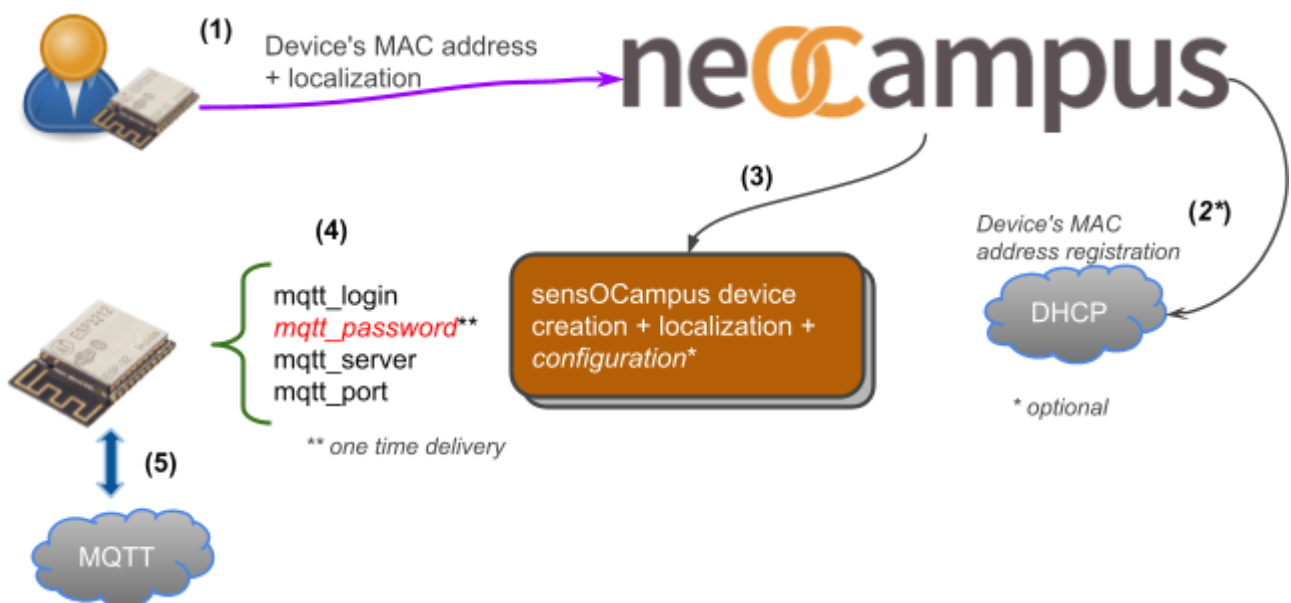 (1)
Device's MAC address
+ localization
neOCampus
(3)
(2*)
Device's MAC
address registration
DHCP
* optional
(4)
mqtt_login
mqtt_password**
mqtt_server
mqtt_port
** one time delivery
sensOCampus device
creation + localization +
configuration*
ESP3212
(5)
MQTT